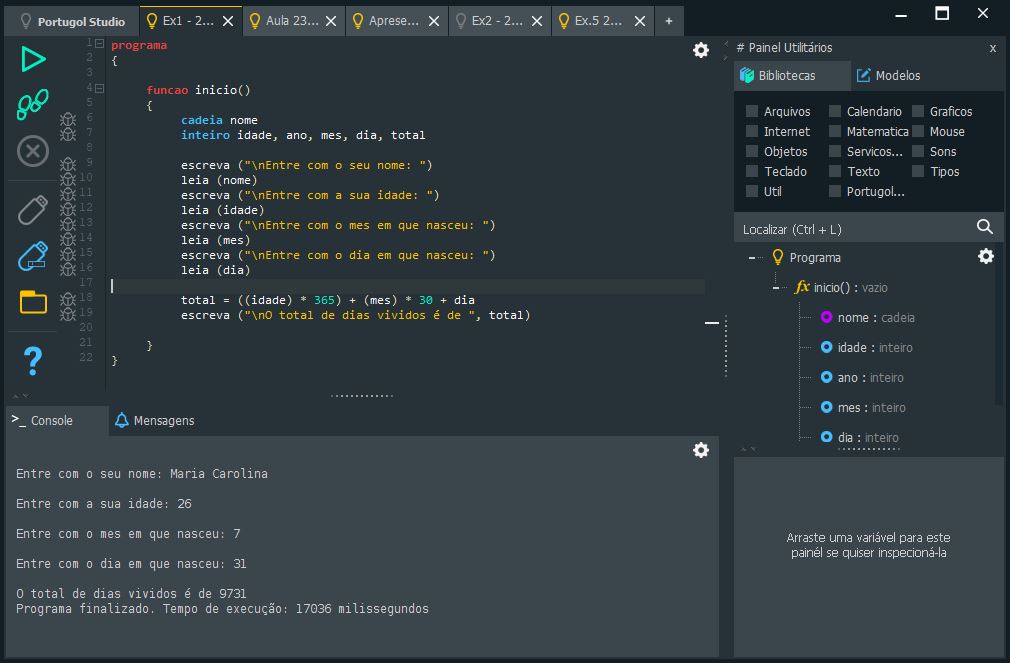 Portugol Studio
Ex1 - 2...
Aula 23...
Aprese...
Ex2 - 2...
Ex.5 2...
+
1 programa
2 {
3
4 funcao inicio()
5 {
6 cadeia nome
7 inteiro idade, ano, mes, dia, total
8
9 escreva ("\nEntre com o seu nome: ")
10 leia (nome)
11 escreva ("\nEntre com a sua idade: ")
12 leia (idade)
13 escreva ("\nEntre com o mes em que nasceu: ")
14 leia (mes)
15 escreva ("\nEntre com o dia em que nasceu: ")
16 leia (dia)
17
18 total = ((idade) * 365) + (mes) * 30 + dia
19 escreva ("\nO total de dias vividos é de ", total)
20
21 }
22 }
# Painel Utilitários x
Bibliotecas Modelos
Arquivos Calendario Graficos
Internet Matematica Mouse
Objetos Servicos... Sons
Teclado Texto Tipos
Util Portugol...
Localizar (Ctrl + L)
Programa
fx inicio() : vazio
nome : cadeia
idade : inteiro
ano : inteiro
mes : inteiro
dia : inteiro
Arraste uma variável para este
painél se quiser inspecioná-la
>_ Console Mensagens
Entre com o seu nome: Maria Carolina
Entre com a sua idade: 26
Entre com o mes em que nasceu: 7
Entre com o dia em que nasceu: 31
O total de dias vividos é de 9731
Programa finalizado. Tempo de execução: 17036 milissegundos